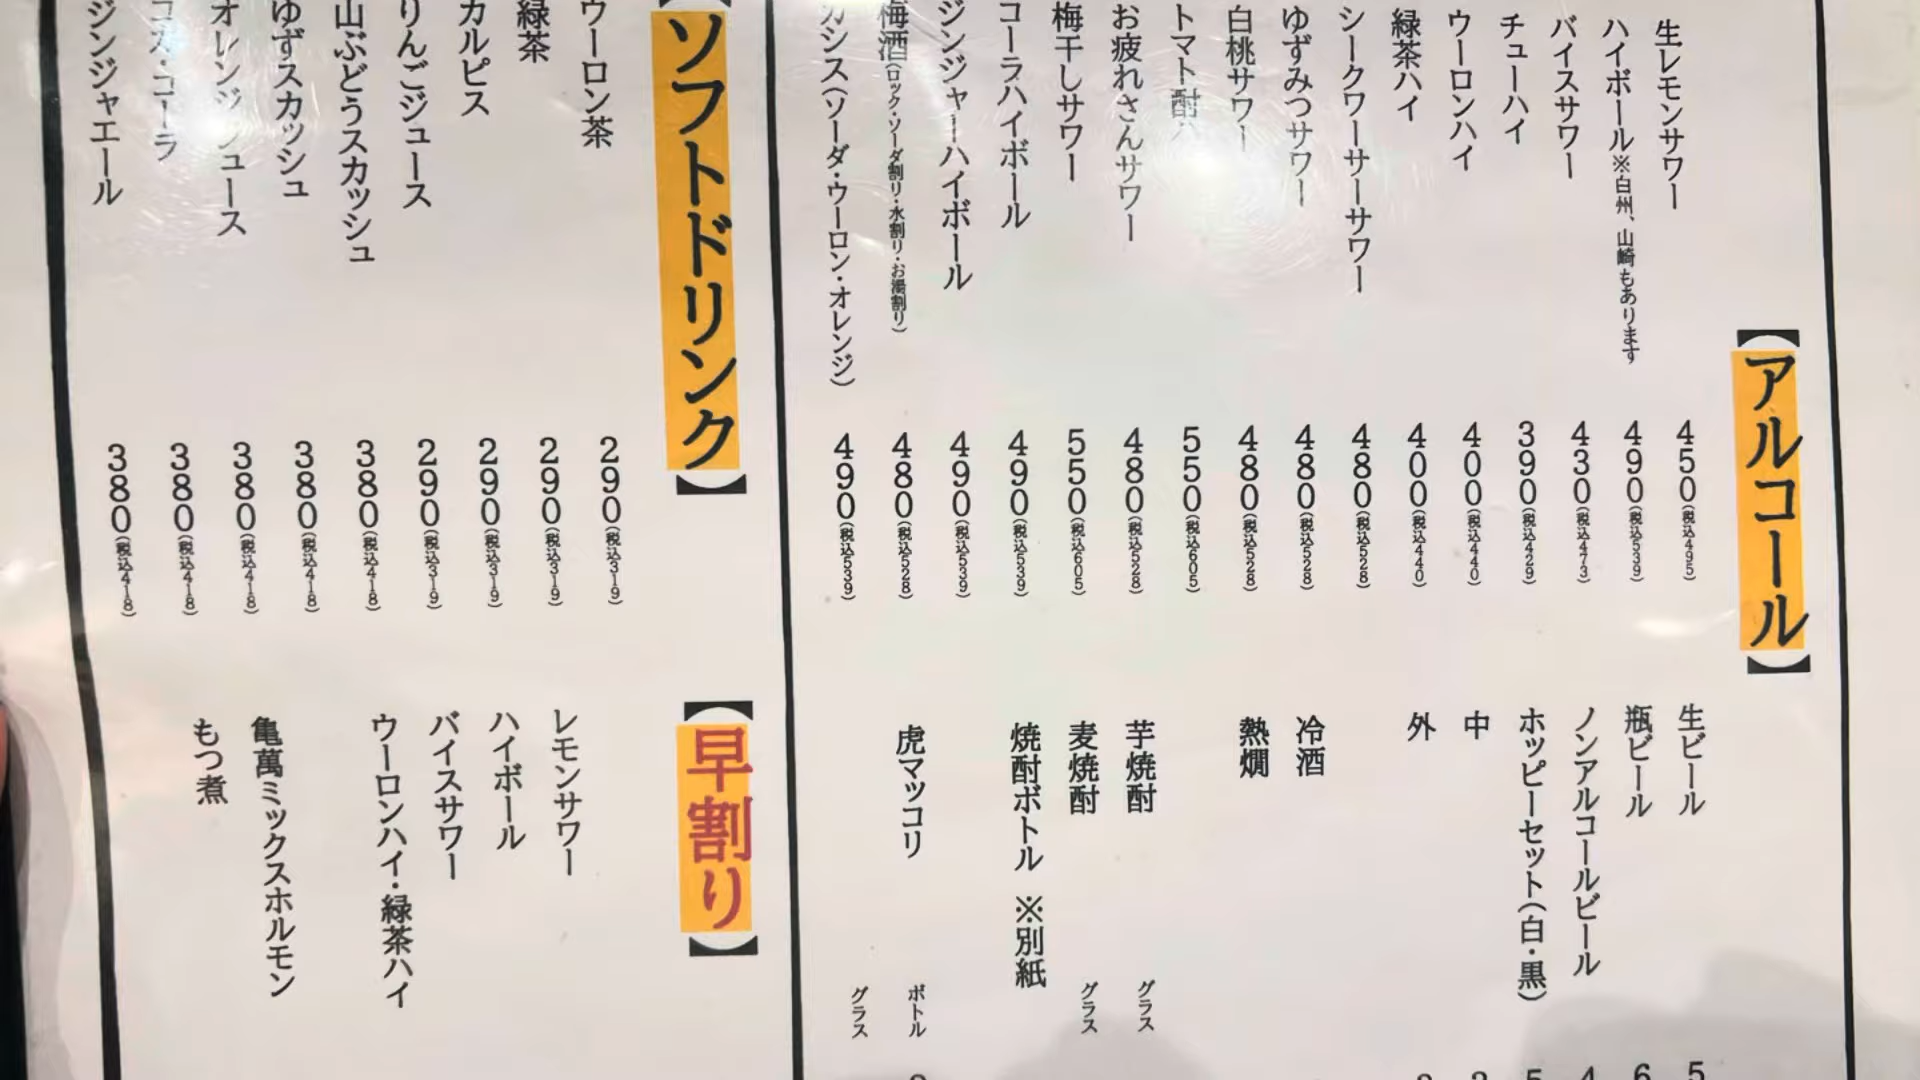 【アルコール】
生レモンサワー 450(税込495)
ハイボール※白州、山崎もあります 490(税込539)
バイスサワー 430(税込473)
チューハイ 390(税込429)
ウーロンハイ 400(税込440)
緑茶ハイ 400(税込440)
シークワーサーサワー 480(税込528)
ゆずみつサワー 480(税込528)
白桃サワー 480(税込528)
トマト酎ハ 550(税込605)
お疲れさんサワー 480(税込528)
梅干しサワー 550(税込605)
コーラハイボール 490(税込539)
ジンジャーハイボール 490(税込539)
梅酒(ロック・ソーダ割り・水割り・お湯割り) 480(税込528)
カシス(ソーダ・ウーロン・オレンジ) 490(税込539)
生ビール
瓶ビール
ノンアルコールビール
ホッピーセット(白・黒)
中
外
冷酒
熱燗
芋焼酎 グラス
麦焼酎 グラス
焼酎ボトル ※別紙
虎マッコリ ボトル
グラス
【ソフトドリンク】
ウーロン茶 290(税込319)
緑茶 290(税込319)
カルピス 290(税込319)
りんごジュース 290(税込319)
山ぶどうスカッシュ 380(税込418)
ゆずスカッシュ 380(税込418)
オレンジジュース 380(税込418)
コカ・コーラ 380(税込418)
ジンジャエール 380(税込418)
【早割り】
レモンサワー
ハイボール
バイスサワー
ウーロンハイ・緑茶ハイ
亀萬ミックスホルモン
もつ煮